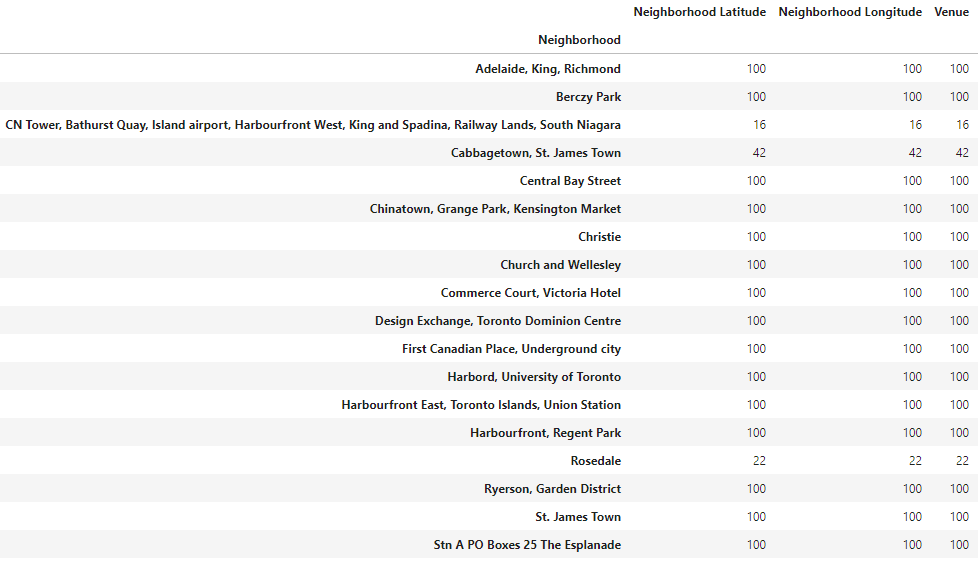 Neighborhood Latitude Neighborhood Longitude Venue
Neighborhood
Adelaide, King, Richmond 100 100 100
Berczy Park 100 100 100
CN Tower, Bathurst Quay, Island airport, Harbourfront West, King and Spadina, Railway Lands, South Niagara 16 16 16
Cabbagetown, St. James Town 42 42 42
Central Bay Street 100 100 100
Chinatown, Grange Park, Kensington Market 100 100 100
Christie 100 100 100
Church and Wellesley 100 100 100
Commerce Court, Victoria Hotel 100 100 100
Design Exchange, Toronto Dominion Centre 100 100 100
First Canadian Place, Underground city 100 100 100
Harbord, University of Toronto 100 100 100
Harbourfront East, Toronto Islands, Union Station 100 100 100
Harbourfront, Regent Park 100 100 100
Rosedale 22 22 22
Ryerson, Garden District 100 100 100
St. James Town 100 100 100
Stn A PO Boxes 25 The Esplanade 100 100 100